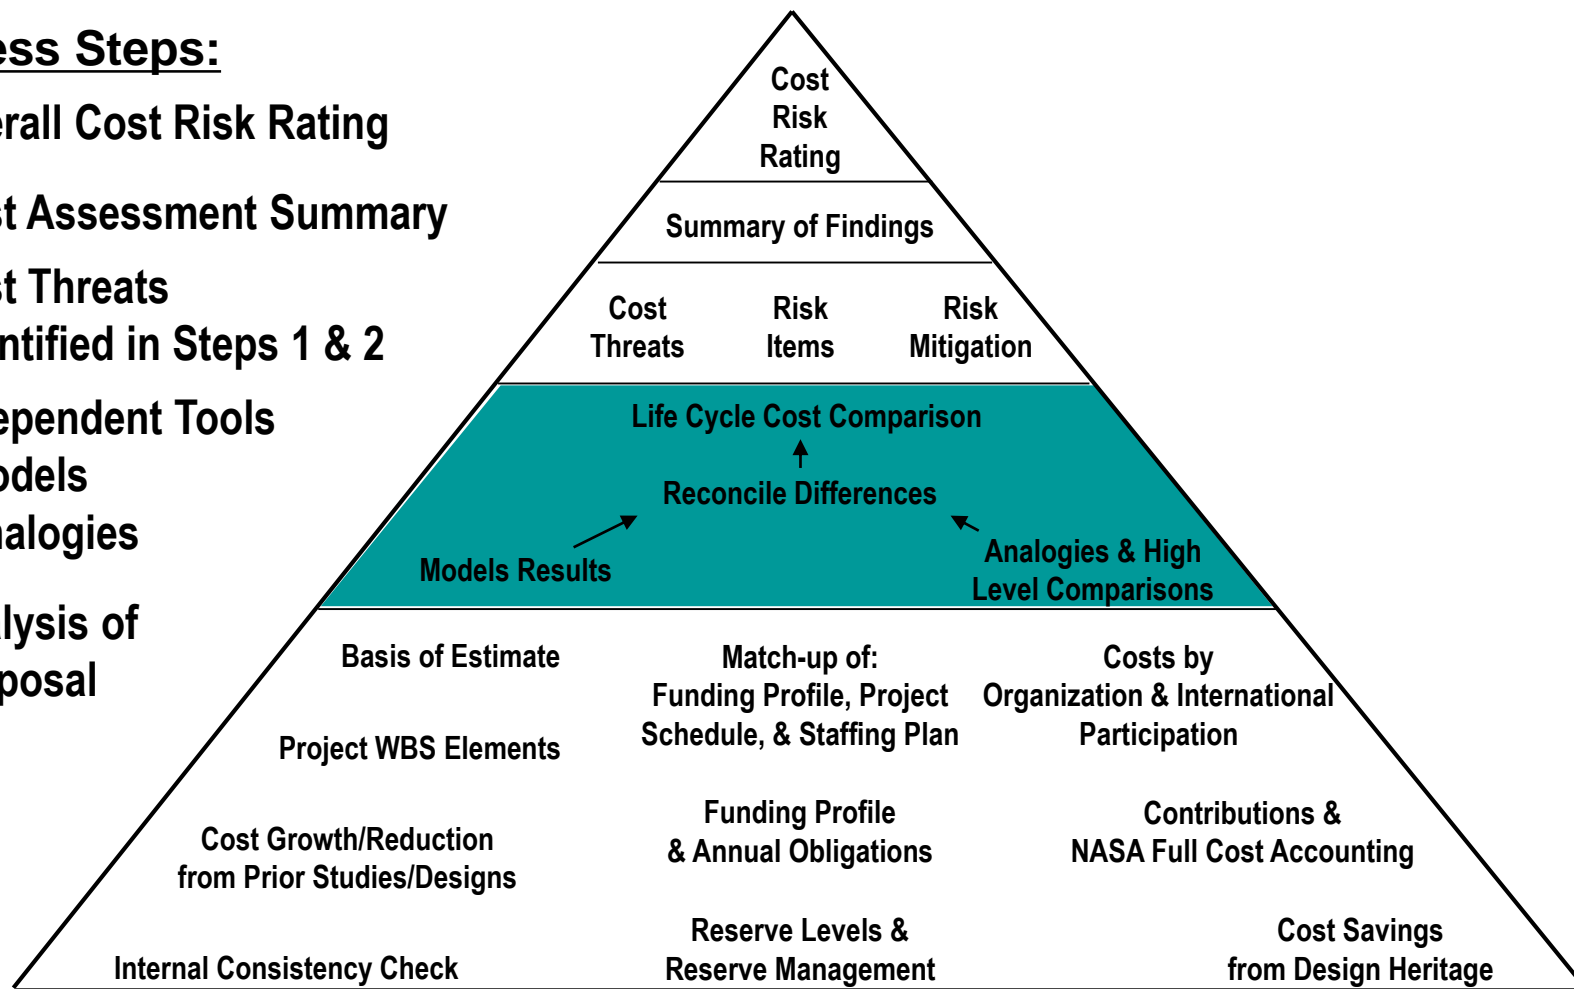 ess Steps:
erall Cost Risk Rating
st Assessment Summary
st Threats
ntified in Steps 1 & 2
ependent Tools
odels
nalogies
alysis of
posal
Cost
Risk
Rating
Summary of Findings
Cost
Threats
Risk
Items
Risk
Mitigation
Life Cycle Cost Comparison
Reconcile Differences
Models Results
Analogies & High
Level Comparisons
Basis of Estimate
Match-up of:
Funding Profile, Project
Schedule, & Staffing Plan
Costs by
Organization & International
Participation
Project WBS Elements
Cost Growth/Reduction
from Prior Studies/Designs
Funding Profile
& Annual Obligations
Contributions &
NASA Full Cost Accounting
Internal Consistency Check
Reserve Levels &
Reserve Management
Cost Savings
from Design Heritage